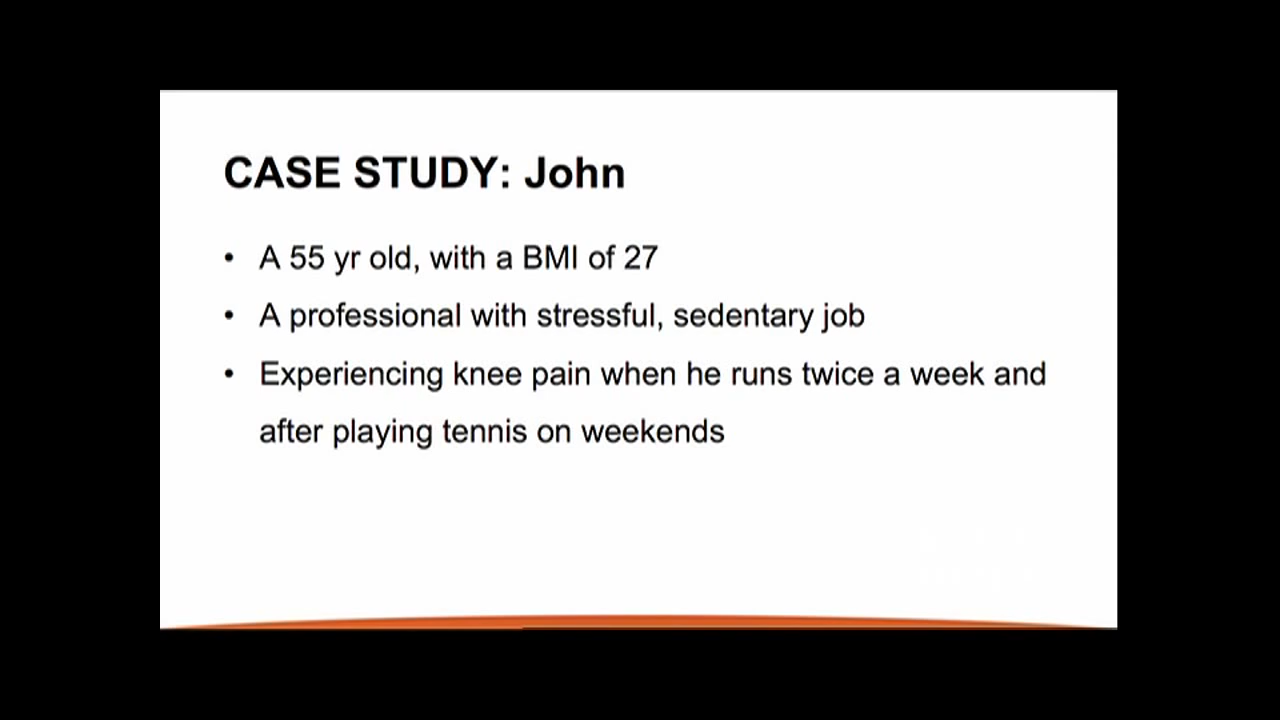 CASE STUDY: John
• A 55 yr old, with a BMI of 27
• A professional with stressful, sedentary job
• Experiencing knee pain when he runs twice a week and
after playing tennis on weekends